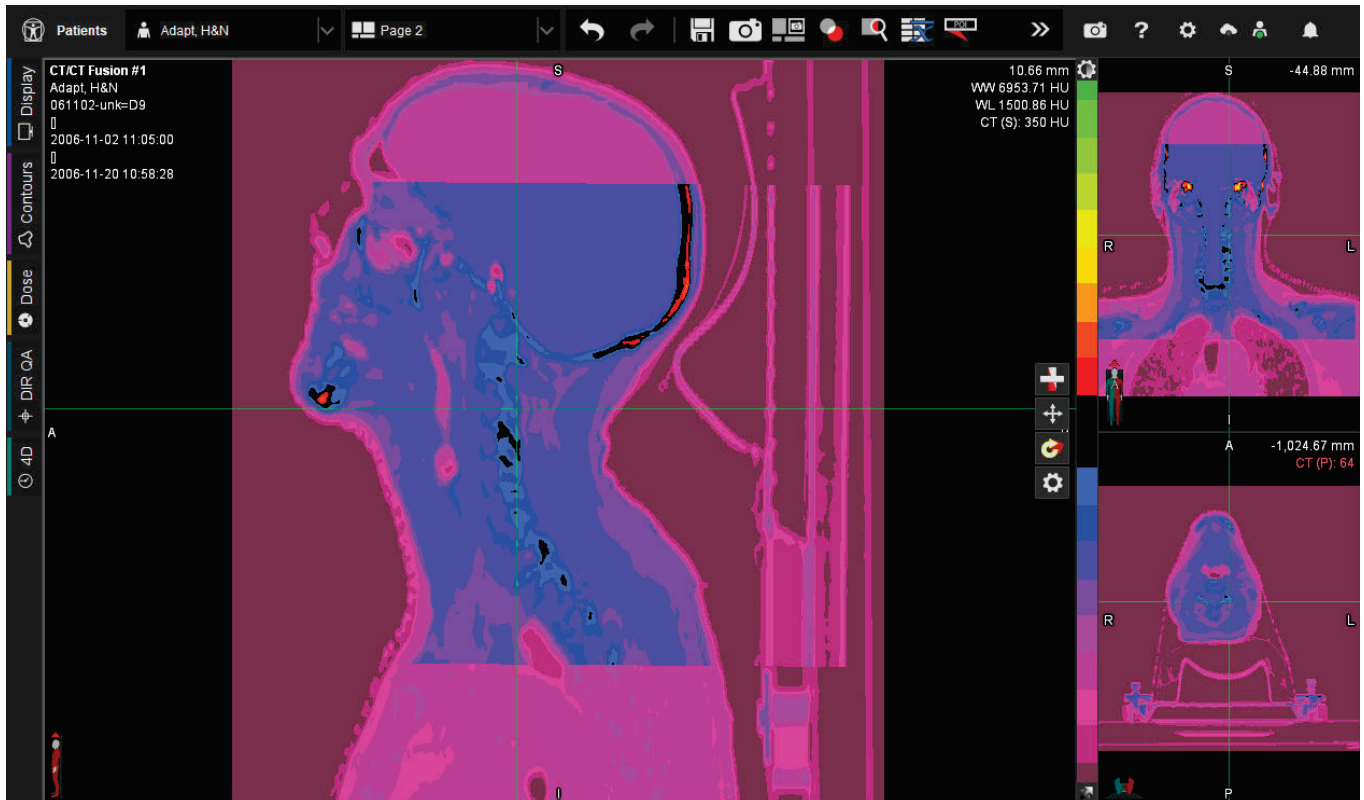 Patients
Adapt, H&N
Page 2
POI
?
Display
Contours
Dose
DIR QA
4D
CT/CT Fusion #1
Adapt, H&N
061102-unk=D9
[]
2006-11-02 11:05:00
[]
2006-11-20 10:58:28
S
10.66 mm
WW 6953.71 HU
WL 1500.86 HU
CT (S): 350 HU
A
I
S
-44.88 mm
R
L
I
A
-1,024.67 mm
CT (P): 64
R
L
P